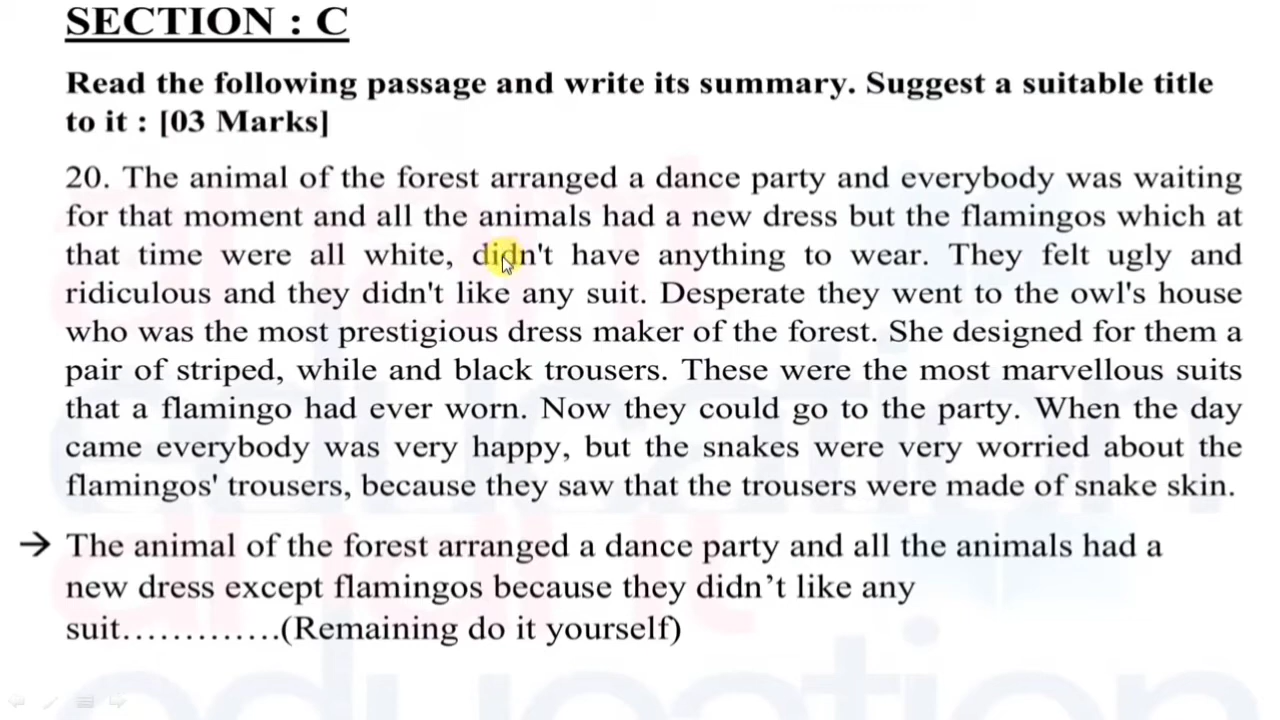 SECTION : C
Read the following passage and write its summary. Suggest a suitable title
to it : [03 Marks]
20. The animal of the forest arranged a dance party and everybody was waiting
for that moment and all the animals had a new dress but the flamingos which at
that time were all white, didn't have anything to wear. They felt ugly and
ridiculous and they didn't like any suit. Desperate they went to the owl's house
who was the most prestigious dress maker of the forest. She designed for them a
pair of striped, while and black trousers. These were the most marvellous suits
that a flamingo had ever worn. Now they could go to the party. When the day
came everybody was very happy, but the snakes were very worried about the
flamingos' trousers, because they saw that the trousers were made of snake skin.
→ The animal of the forest arranged a dance party and all the animals had a
new dress except flamingos because they didn’t like any
suit………….(Remaining do it yourself)